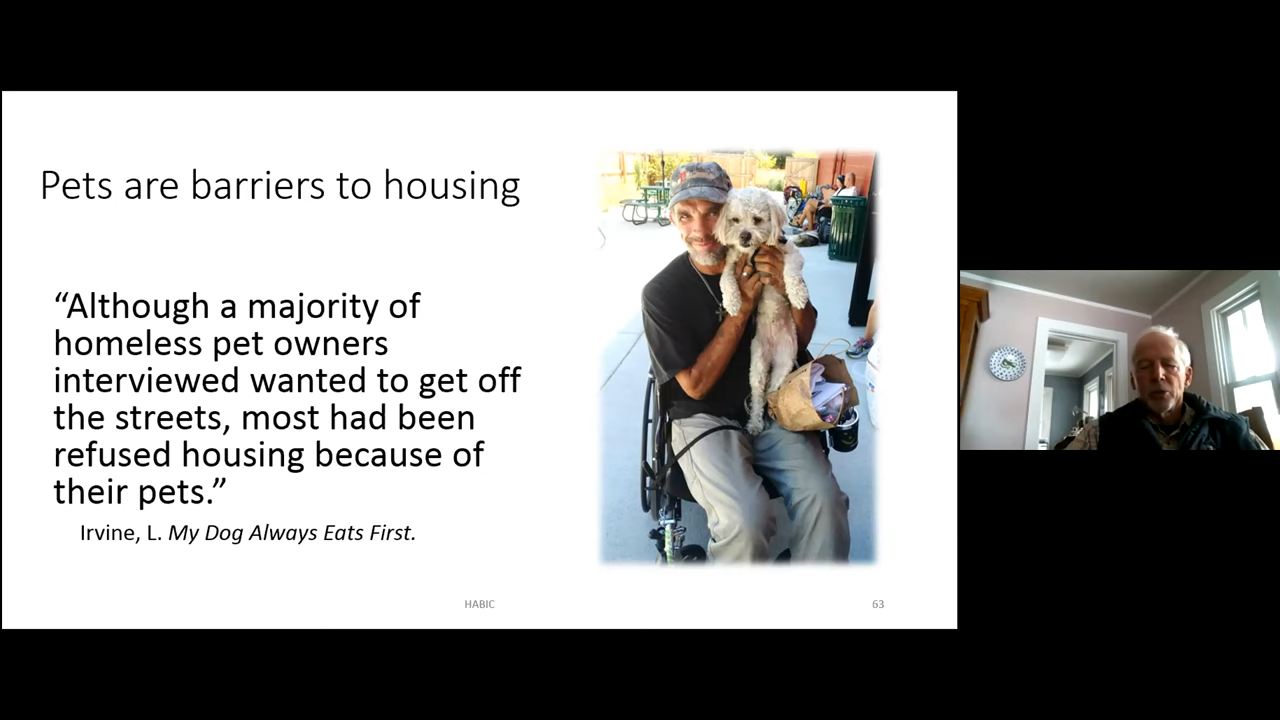 Pets are barriers to housing
“Although a majority of
homeless pet owners
interviewed wanted to get off
the streets, most had been
refused housing because of
their pets.”
Irvine, L. My Dog Always Eats First.
HABIC
63